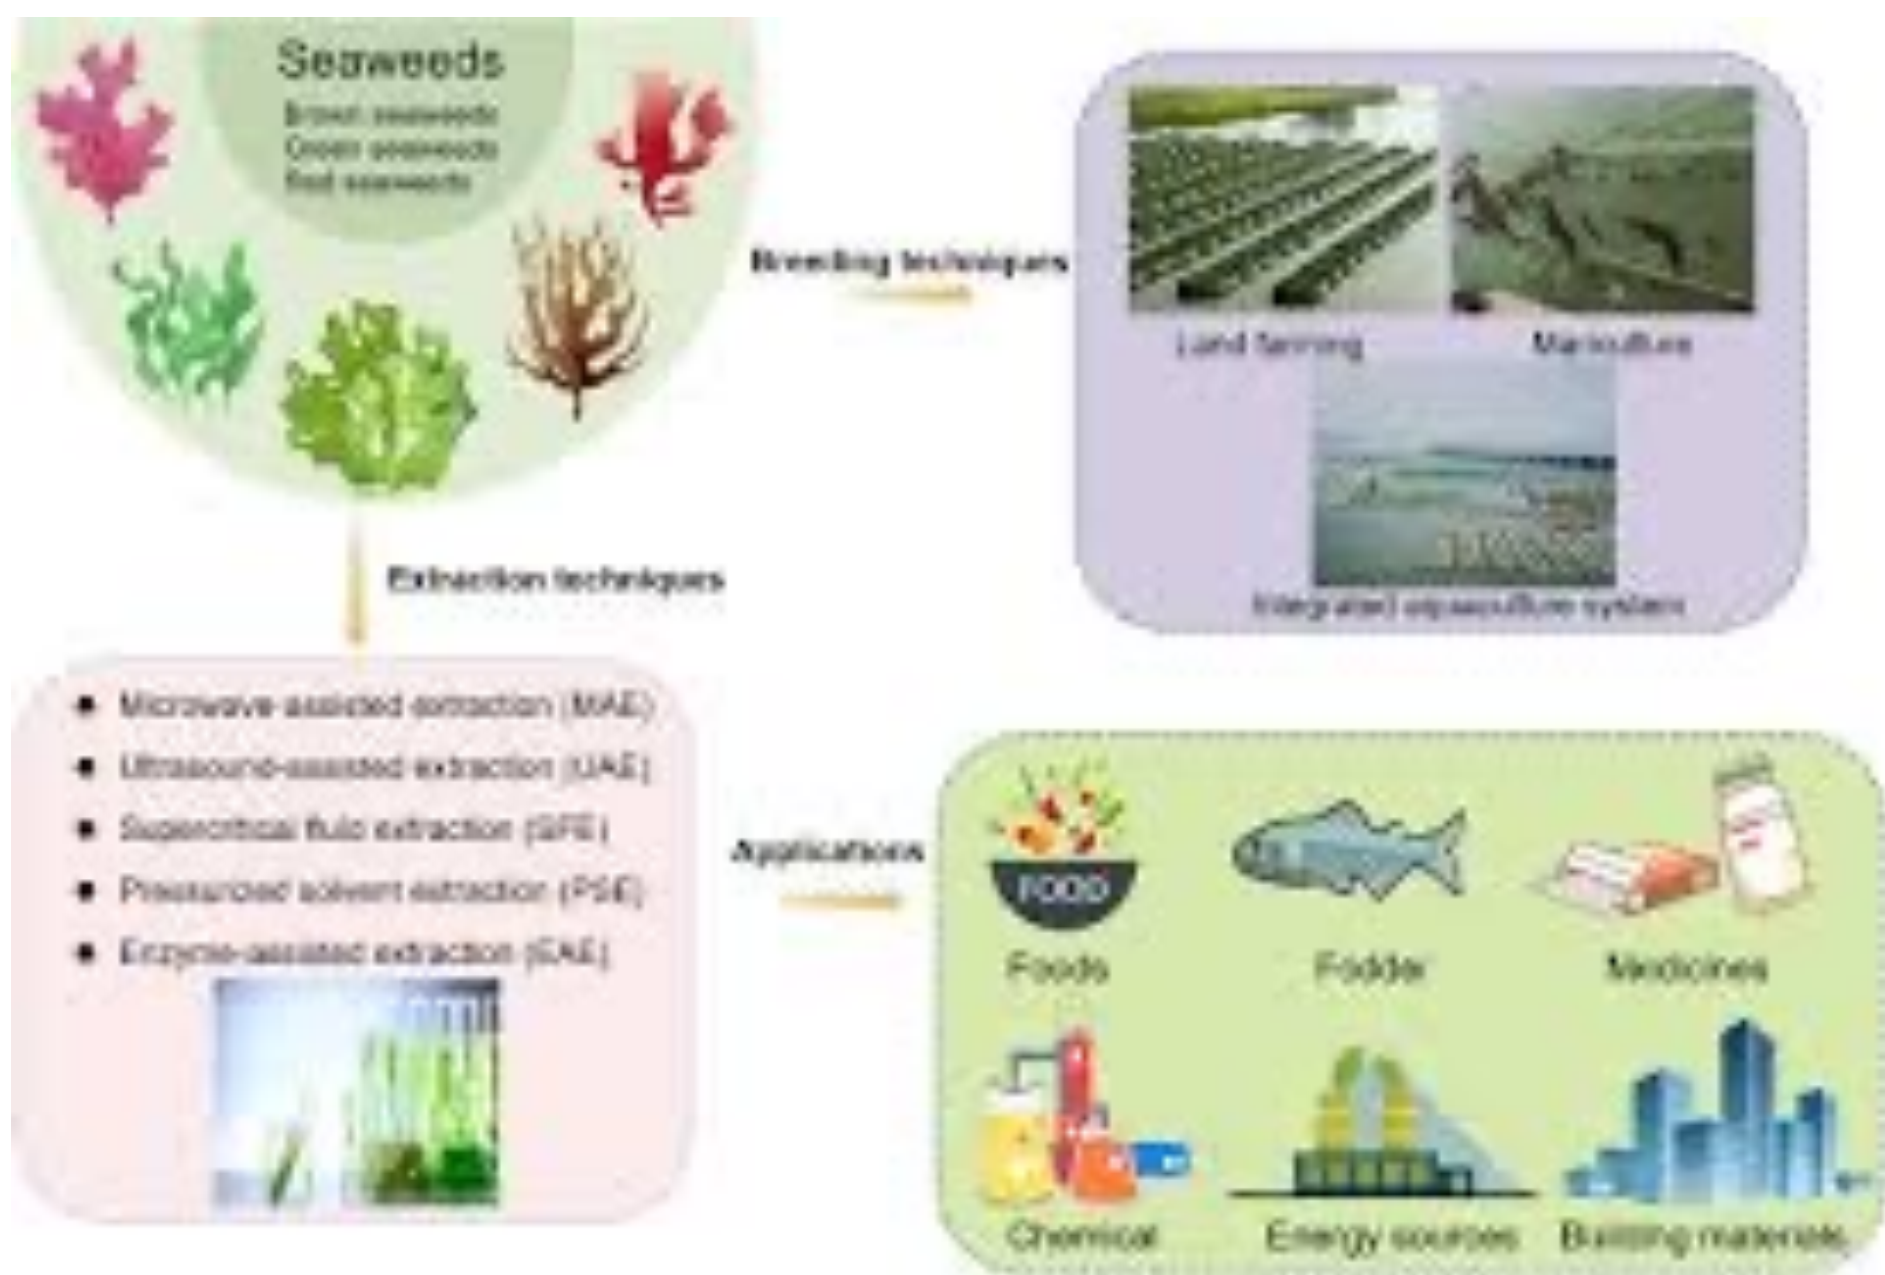 Seaweeds
Brown seaweeds
Green seaweeds
Red seaweeds
Breeding techniques
Land farming
Mariculture
Integrated aquaculture system
Extraction techniques
● Microwave-assisted extraction (MAE)
● Ultrasound-assisted extraction (UAE)
● Supercritical fluid extraction (SFE)
● Pressurized solvent extraction (PSE)
● Enzyme-assisted extraction (EAE)
Applications
FOOD
Foods
Fodder
Medicines
Chemical
Energy sources
Building materials